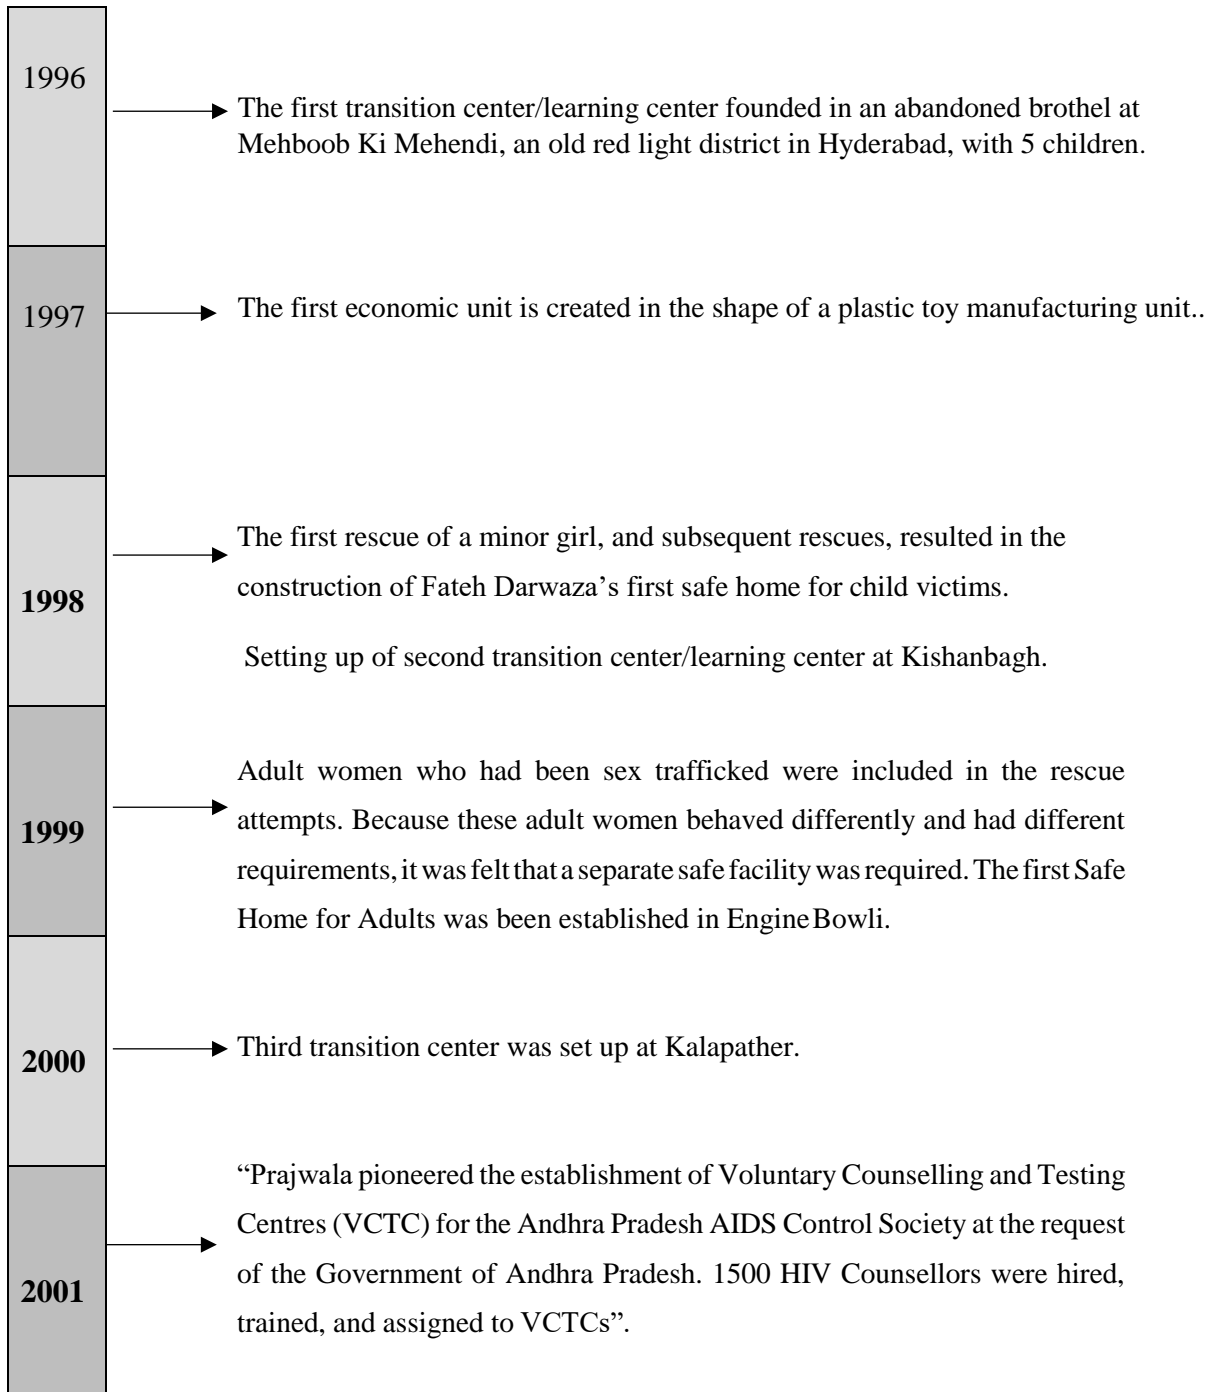 1996
The first transition center/learning center founded in an abandoned brothel at
Mehboob Ki Mehendi, an old red light district in Hyderabad, with 5 children.
1997
The first economic unit is created in the shape of a plastic toy manufacturing unit..
1998
The first rescue of a minor girl, and subsequent rescues, resulted in the
construction of Fateh Darwaza’s first safe home for child victims.
Setting up of second transition center/learning center at Kishanbagh.
1999
Adult women who had been sex trafficked were included in the rescue
attempts. Because these adult women behaved differently and had different
requirements, it was felt that a separate safe facility was required. The first Safe
Home for Adults was been established in Engine Bowli.
2000
Third transition center was set up at Kalapather.
2001
“Prajwala pioneered the establishment of Voluntary Counselling and Testing
Centres (VCTC) for the Andhra Pradesh AIDS Control Society at the request
of the Government of Andhra Pradesh. 1500 HIV Counsellors were hired,
trained, and assigned to VCTCs”.